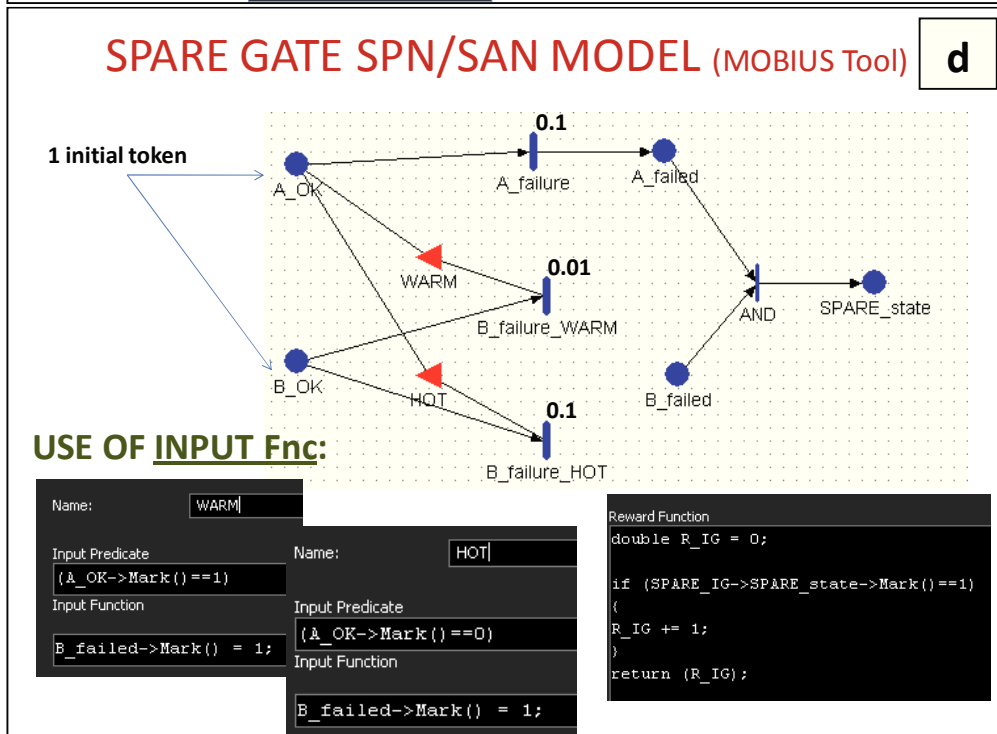 SPARE GATE SPN/SAN MODEL (MOBIUS Tool)
d
1 initial token
0.1
A_OK
A_failure
A_failed
WARM
0.01
B_failure_WARM
AND
SPARE_state
B_OK
HOT
B_failed
0.1
B_failure_HOT
USE OF INPUT Fnc:
Name:
WARM
Input Predicate
(A_OK->Mark()==1)
Input Function
B_failed->Mark() = 1;
Name:
HOT
Input Predicate
(A_OK->Mark()==0)
Input Function
B_failed->Mark() = 1;
Reward Function
double R_IG = 0;
if (SPARE_IG->SPARE_state->Mark()==1)
{
R_IG += 1;
}
return (R_IG);